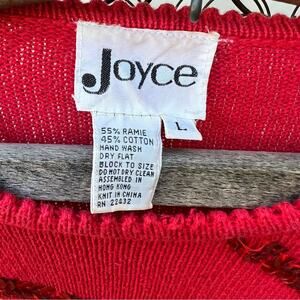 Joyce
L
55% RAMIE
45% COTTON
HAND WASH
DRY FLAT
BLOCK TO SIZE
DO NOT DRY CLEAN
ASSEMBLED IN
HONG KONG
KNIT IN CHINA
RN 22432